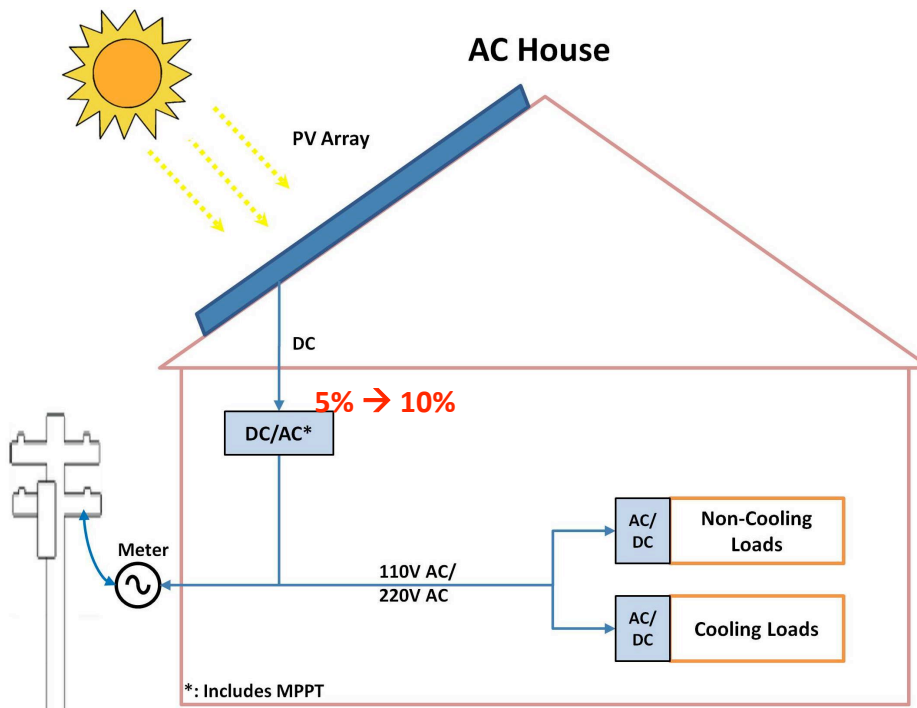 AC House
PV Array
DC
5% → 10%
DC/AC*
Meter
110V AC/
220V AC
AC/
DC
Non-Cooling
Loads
AC/
DC
Cooling Loads
*: Includes MPPT